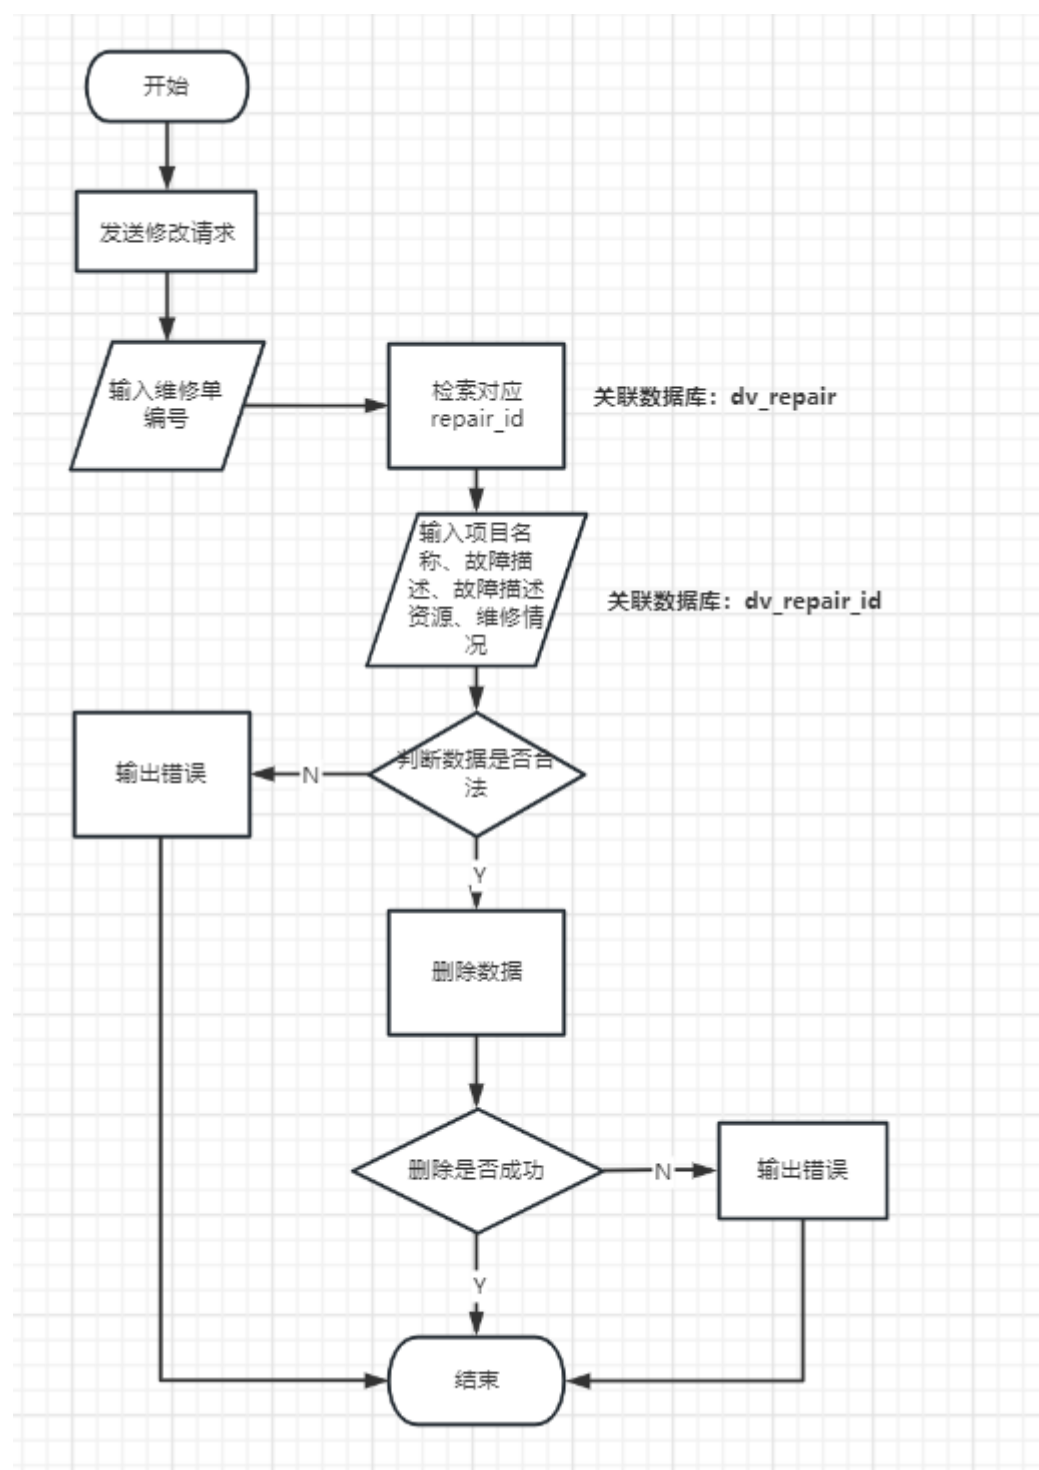 开始
发送修改请求
输入维修单
编号
检索对应
repair_id
关联数据库：dv_repair
输入项目名
称、故障描
述、故障描述
资源、维修情
况
关联数据库：dv_repair_id
判断数据是否合
法
N
输出错误
Y
删除数据
删除是否成功
N
输出错误
Y
结束